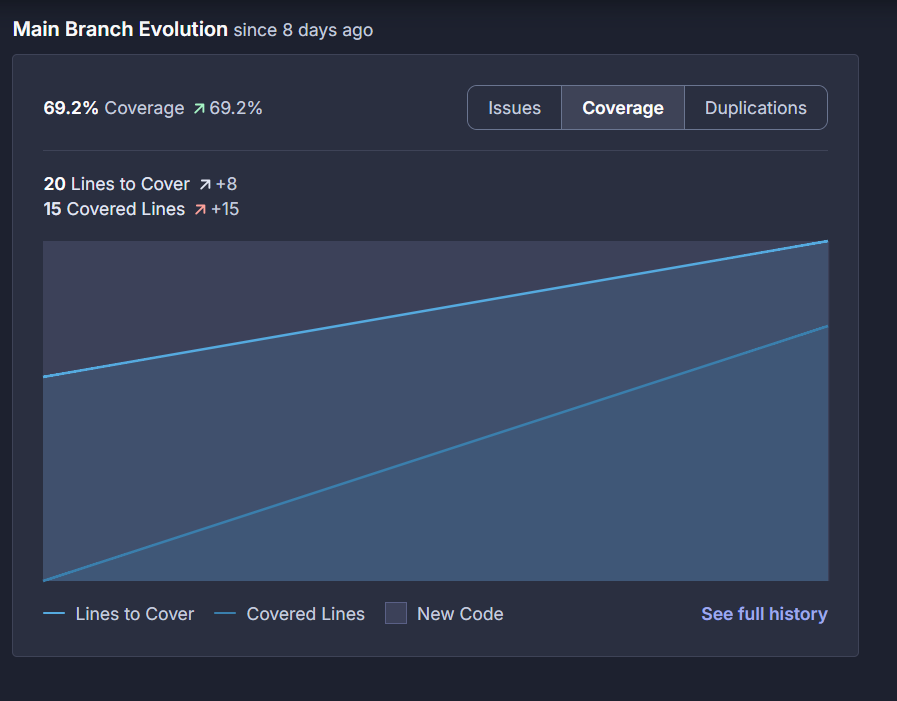 Main Branch Evolution since 8 days ago
69.2% Coverage ↗ 69.2%
Issues Coverage Duplications
20 Lines to Cover ↗ +8
15 Covered Lines ↗ +15
Lines to Cover Covered Lines New Code See full history